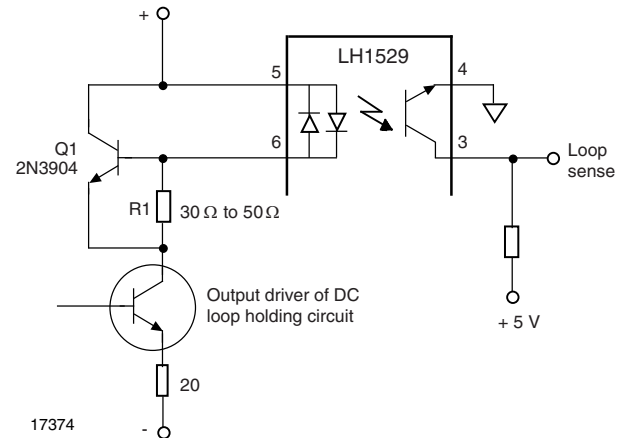 +
LH1529
5
4
6
3
Q1
2N3904
Loop
sense
R1
30 Ω to 50 Ω
Output driver of DC
loop holding circuit
+ 5 V
20
17374
-